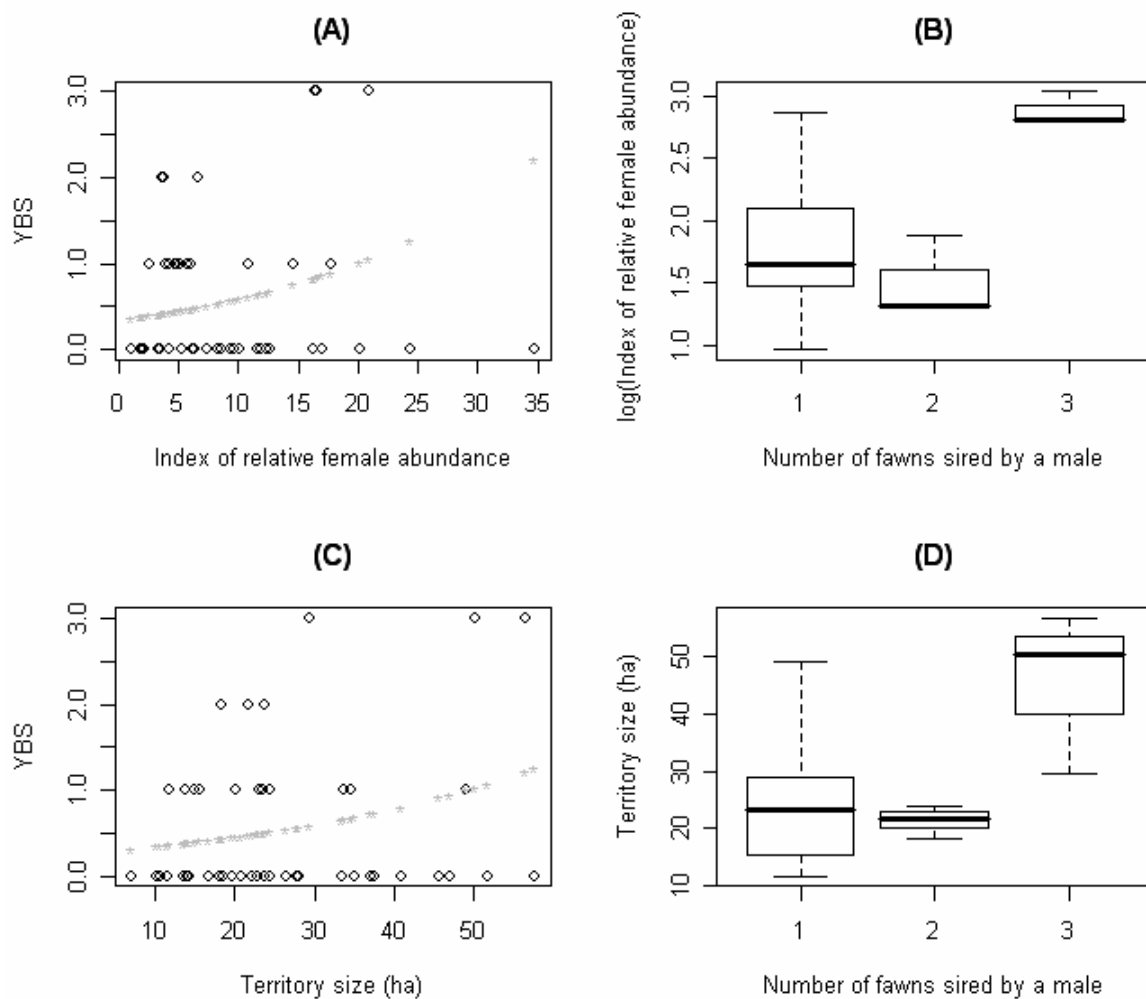 (A)
YBS
3.0
2.0
1.0
0.0
0 5 10 15 20 25 30 35
Index of relative female abundance
(B)
log(Index of relative female abundance)
3.0
2.5
2.0
1.5
1.0
1 2 3
Number of fawns sired by a male
(C)
YBS
3.0
2.0
1.0
0.0
10 20 30 40 50
Territory size (ha)
(D)
Territory size (ha)
50
40
30
20
10
1 2 3
Number of fawns sired by a male